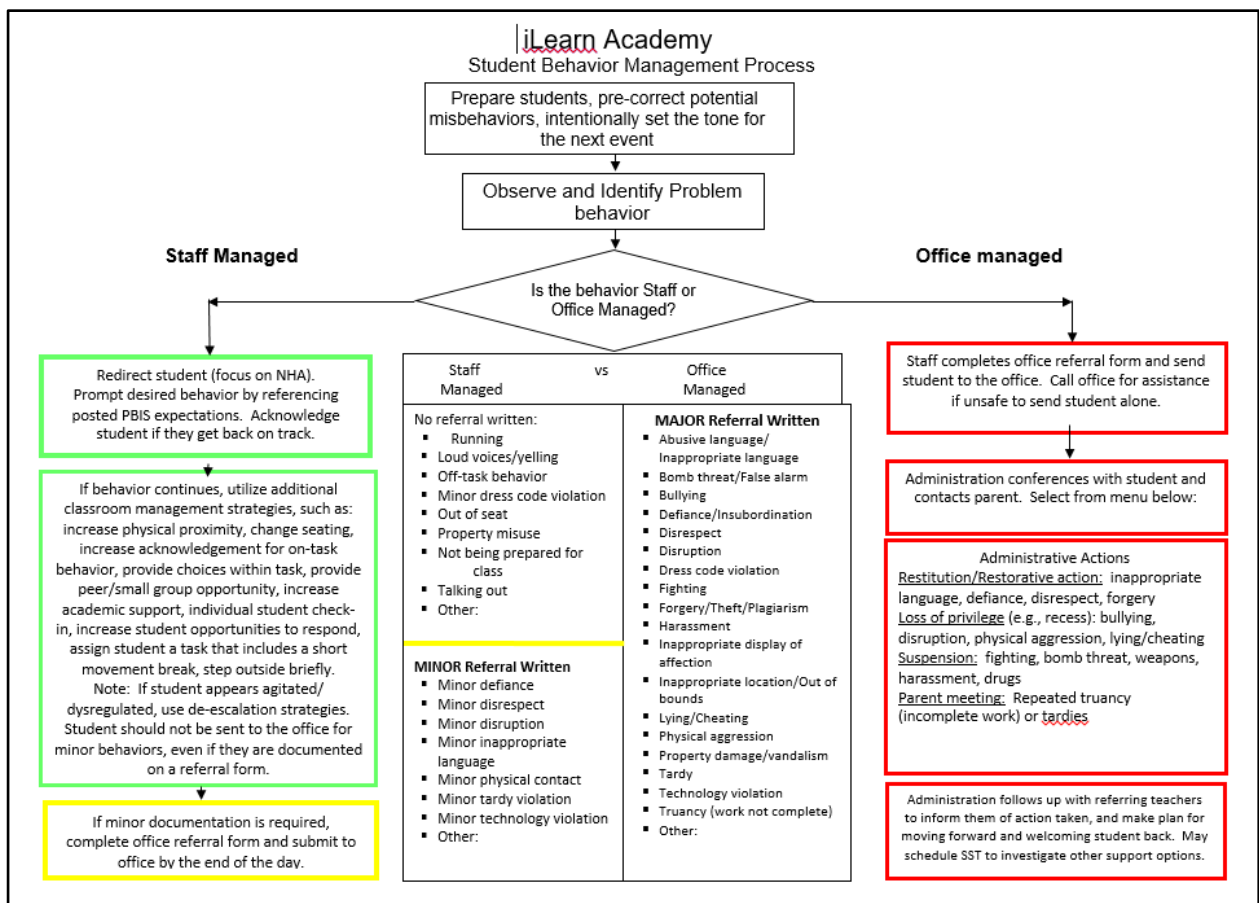 iLearn Academy
Student Behavior Management Process
Prepare students, pre-correct potential
misbehaviors, intentionally set the tone for
the next event
Observe and Identify Problem
behavior
Staff Managed
Office managed
Is the behavior Staff or
Office Managed?
Redirect student (focus on NHA).
Prompt desired behavior by referencing
posted PBIS expectations. Acknowledge
student if they get back on track.
If behavior continues, utilize additional
classroom management strategies, such as:
increase physical proximity, change seating,
increase acknowledgement for on-task
behavior, provide choices within task, provide
peer/small group opportunity, increase
academic support, individual student check-
in, increase student opportunities to respond,
assign student a task that includes a short
movement break, step outside briefly.
Note: If student appears agitated/
dysregulated, use de-escalation strategies.
Student should not be sent to the office for
minor behaviors, even if they are documented
on a referral form.
If minor documentation is required,
complete office referral form and submit to
office by the end of the day.
Staff vs Office
Managed Managed
No referral written:
▪ Running
▪ Loud voices/yelling
▪ Off-task behavior
▪ Minor dress code violation
▪ Out of seat
▪ Property misuse
▪ Not being prepared for
class
▪ Talking out
▪ Other:
MINOR Referral Written
▪ Minor defiance
▪ Minor disrespect
▪ Minor disruption
▪ Minor inappropriate
language
▪ Minor physical contact
▪ Minor tardy violation
▪ Minor technology violation
▪ Other:
MAJOR Referral Written
▪ Abusive language/
Inappropriate language
▪ Bomb threat/False alarm
▪ Bullying
▪ Defiance/Insubordination
▪ Disrespect
▪ Disruption
▪ Dress code violation
▪ Fighting
▪ Forgery/Theft/Plagiarism
▪ Harassment
▪ Inappropriate display of
affection
▪ Inappropriate location/Out of
bounds
▪ Lying/Cheating
▪ Physical aggression
▪ Property damage/vandalism
▪ Tardy
▪ Technology violation
▪ Truancy (work not complete)
▪ Other:
Staff completes office referral form and send
student to the office. Call office for assistance
if unsafe to send student alone.
Administration conferences with student and
contacts parent. Select from menu below:
Administrative Actions
Restitution/Restorative action: inappropriate
language, defiance, disrespect, forgery
Loss of privilege (e.g., recess): bullying,
disruption, physical aggression, lying/cheating
Suspension: fighting, bomb threat, weapons,
harassment, drugs
Parent meeting: Repeated truancy
(incomplete work) or tardies
Administration follows up with referring teachers
to inform them of action taken, and make plan for
moving forward and welcoming student back. May
schedule SST to investigate other support options.